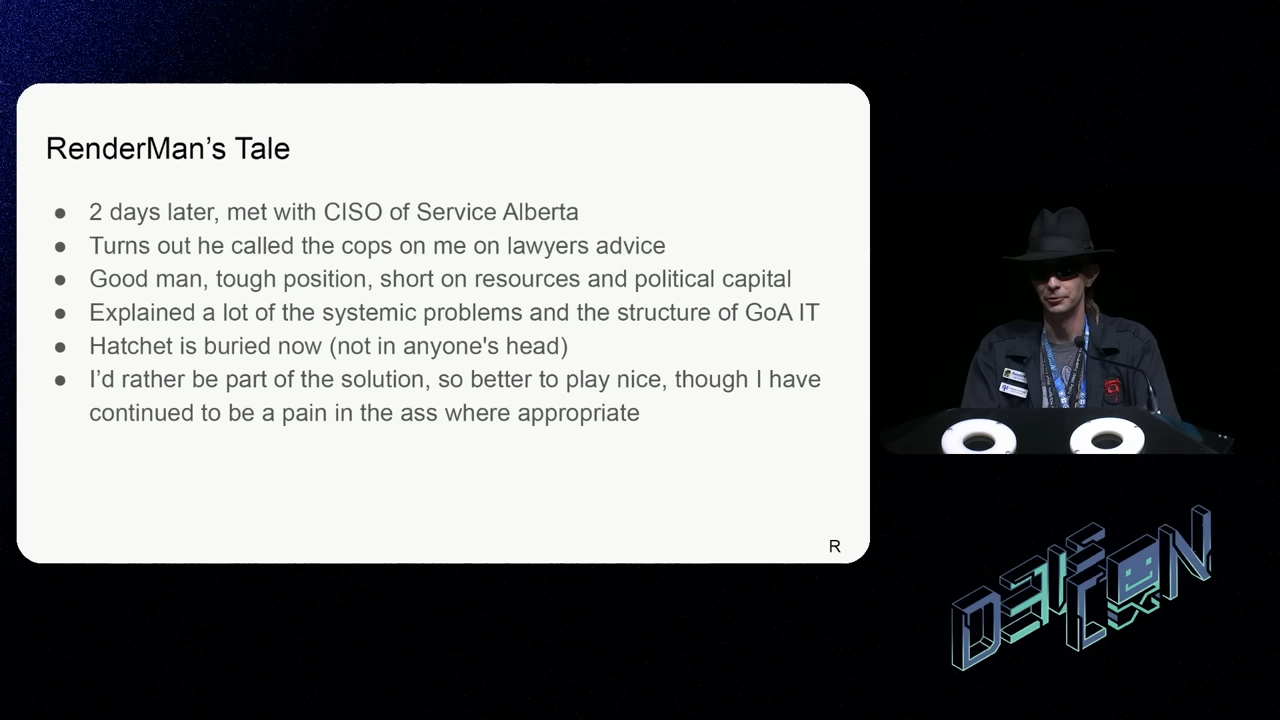 RenderMan’s Tale
● 2 days later, met with CISO of Service Alberta
● Turns out he called the cops on me on lawyers advice
● Good man, tough position, short on resources and political capital
● Explained a lot of the systemic problems and the structure of GoA IT
● Hatchet is buried now (not in anyone's head)
● I’d rather be part of the solution, so better to play nice, though I have
continued to be a pain in the ass where appropriate
R
DEF CON